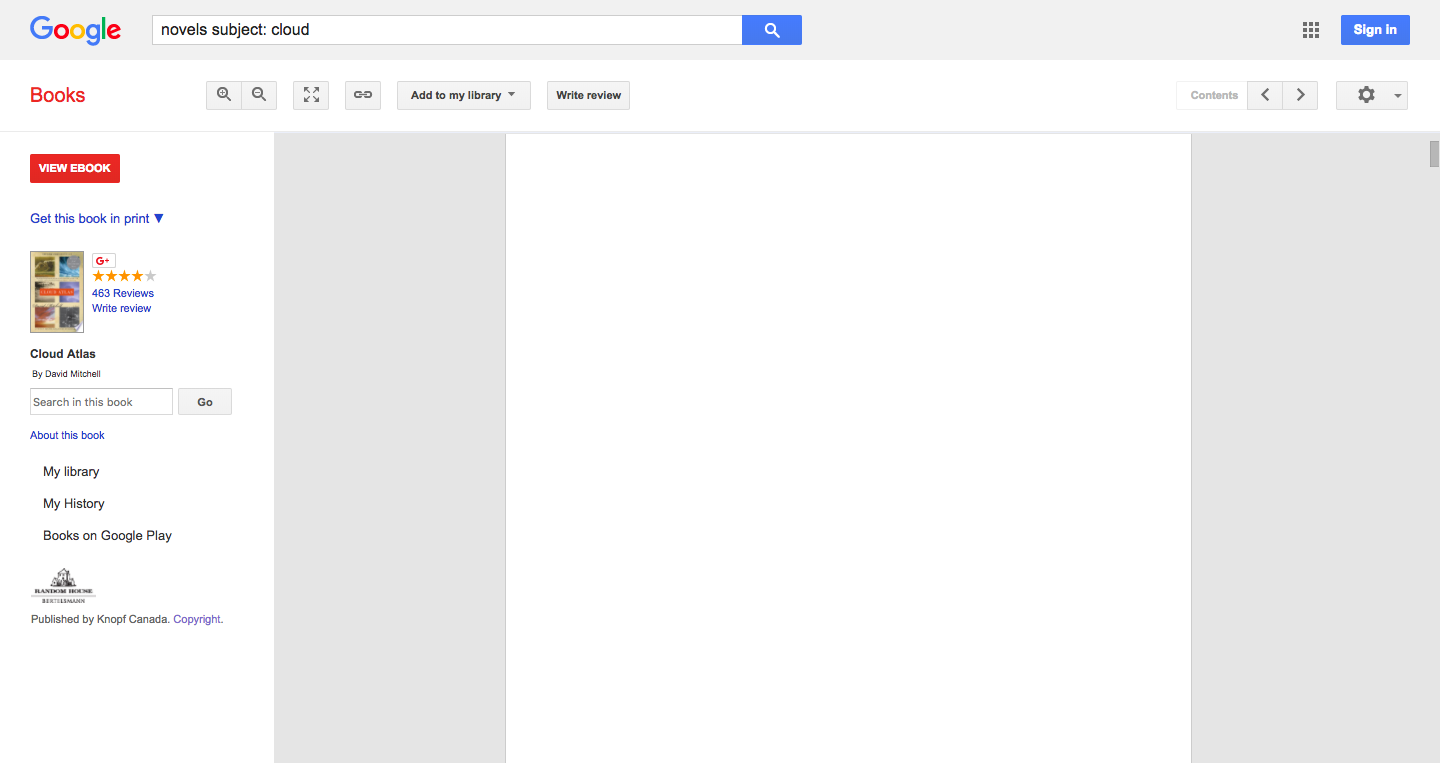 Google
novels subject: cloud
Sign in
Books
Add to my library
Write review
Contents
VIEW EBOOK
Get this book in print ▼
G+
463 Reviews
Write review
CLOUD ATLAS
Cloud Atlas
By David Mitchell
Search in this book
Go
About this book
My library
My History
Books on Google Play
RANDOM HOUSE
BERTELSMANN
Published by Knopf Canada. Copyright.